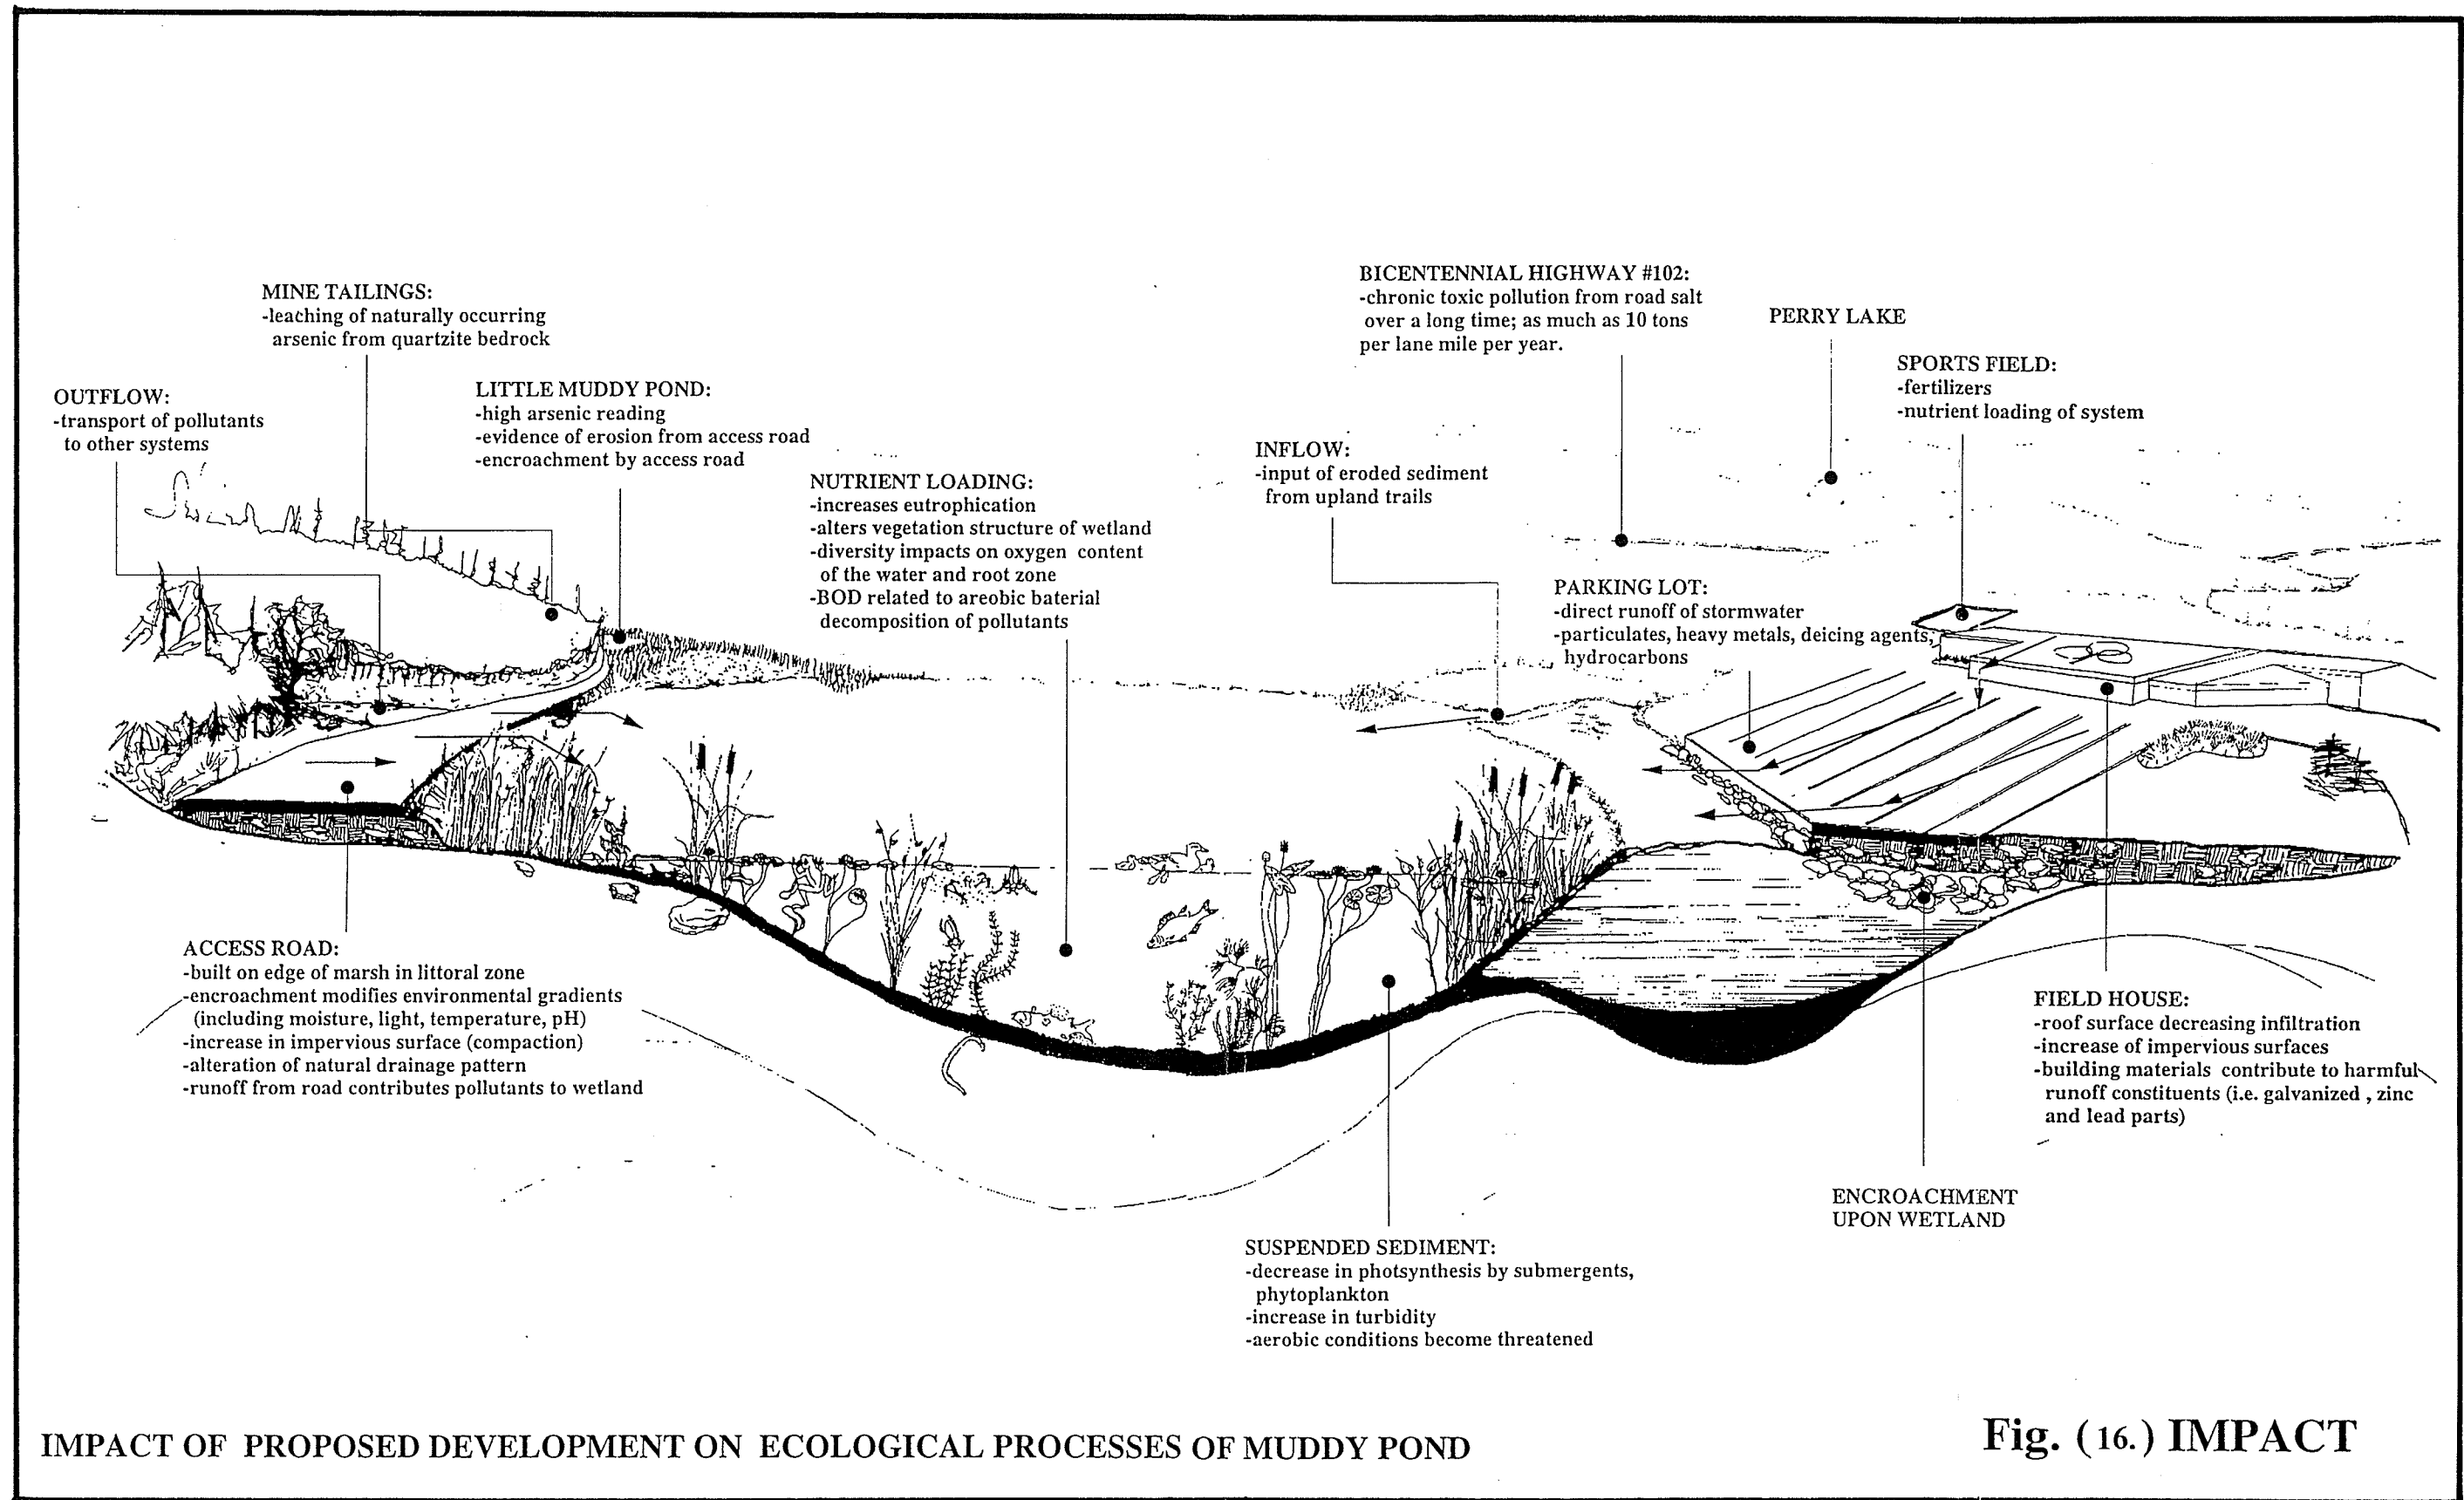 MINE TAILINGS:
-leaching of naturally occurring
arsenic from quartzite bedrock
OUTFLOW:
-transport of pollutants
to other systems
LITTLE MUDDY POND:
-high arsenic reading
-evidence of erosion from access road
-encroachment by access road
NUTRIENT LOADING:
-increases eutrophication
-alters vegetation structure of wetland
-diversity impacts on oxygen content
of the water and root zone
-BOD related to areobic baterial
decomposition of pollutants
INFLOW:
-input of eroded sediment
from upland trails
BICENTENNIAL HIGHWAY #102:
-chronic toxic pollution from road salt
over a long time; as much as 10 tons
per lane mile per year.
PERRY LAKE
SPORTS FIELD:
-fertilizers
-nutrient loading of system
PARKING LOT:
-direct runoff of stormwater
-particulates, heavy metals, deicing agents,
hydrocarbons
ACCESS ROAD:
-built on edge of marsh in littoral zone
-encroachment modifies environmental gradients
(including moisture, light, temperature, pH)
-increase in impervious surface (compaction)
-alteration of natural drainage pattern
-runoff from road contributes pollutants to wetland
FIELD HOUSE:
-roof surface decreasing infiltration
-increase of impervious surfaces
-building materials contribute to harmful
runoff constituents (i.e. galvanized , zinc
and lead parts)
ENCROACHMENT
UPON WETLAND
SUSPENDED SEDIMENT:
-decrease in photsynthesis by submergents,
phytoplankton
-increase in turbidity
-aerobic conditions become threatened
IMPACT OF PROPOSED DEVELOPMENT ON ECOLOGICAL PROCESSES OF MUDDY POND
Fig. (16.) IMPACT